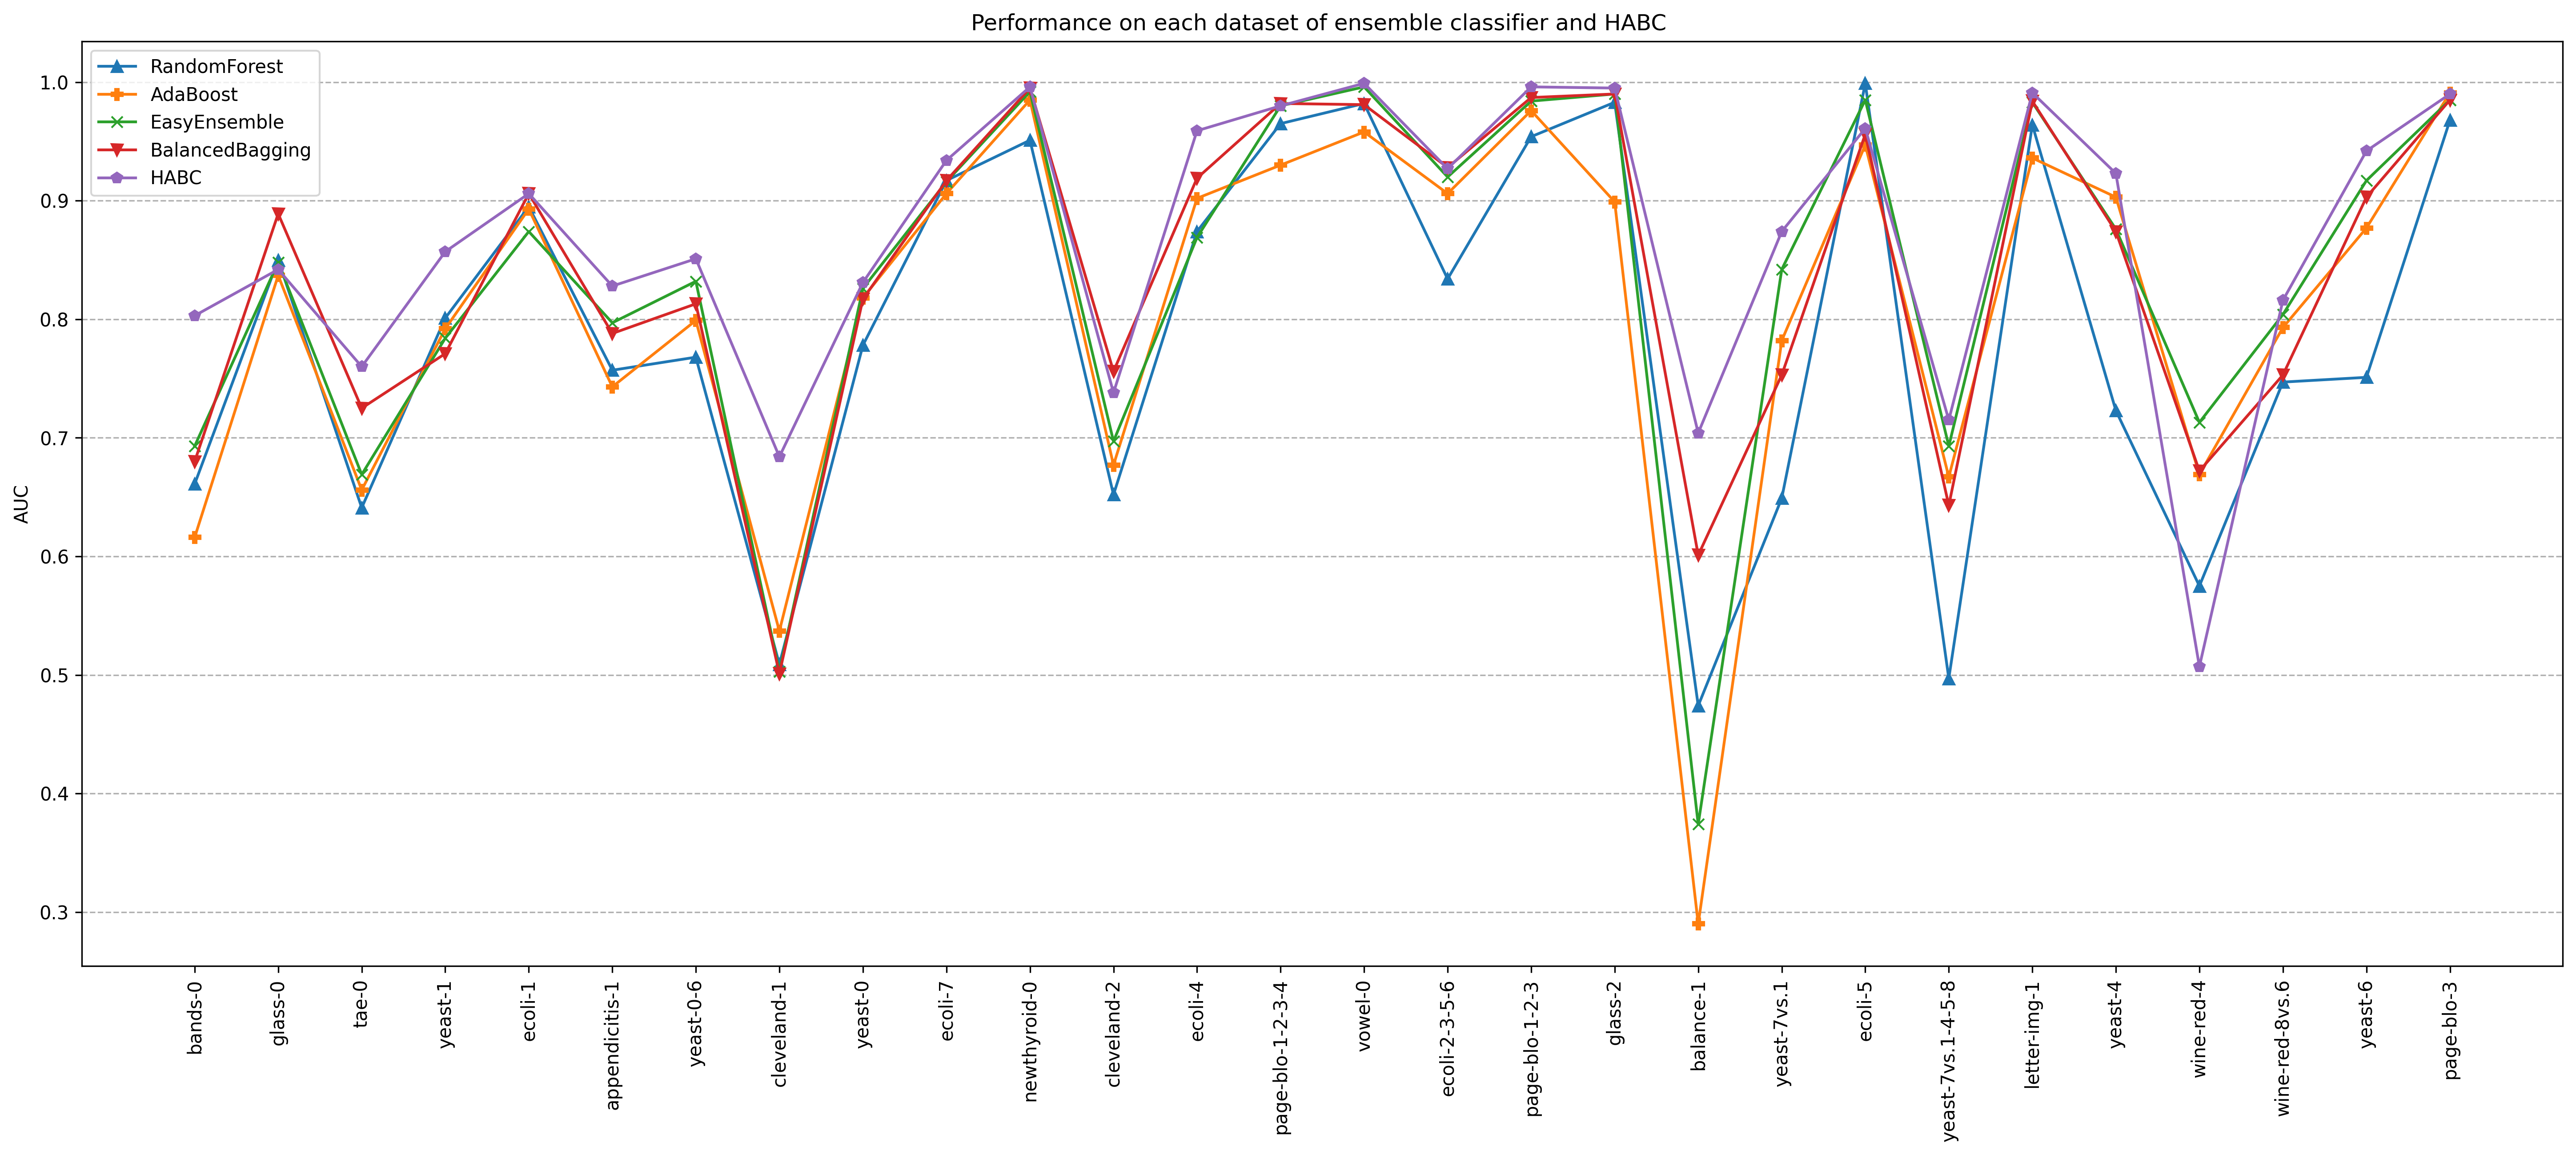 Performance on each dataset of ensemble classifier and HABC
RandomForest
AdaBoost
EasyEnsemble
BalancedBagging
HABC
AUC
1.0
0.9
0.8
0.7
0.6
0.5
0.4
0.3
bands-0
glass-0
tae-0
yeast-1
ecoli-1
appendicitis-1
yeast-0-6
cleveland-1
yeast-0
ecoli-7
newthyroid-0
cleveland-2
ecoli-4
page-blo-1-2-3-4
vowel-0
ecoli-2-3-5-6
page-blo-1-2-3
glass-2
balance-1
yeast-7vs.1
ecoli-5
yeast-7vs.1-4-5-8
letter-img-1
yeast-4
wine-red-4
wine-red-8vs.6
yeast-6
page-blo-3